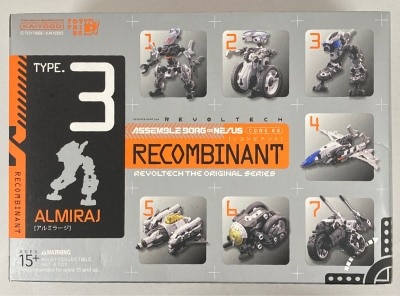 KAIYODO
TYPE.
3
ALMIRAJ
[アルミラージ]
RECOMBINANT
15+
WARNING
1
2
3
4
5
6
7
REVOLTECH
ASSEMBLE BORG ∞ NEXUS
RECOMBINANT
REVOLTECH THE ORIGINAL SERIES